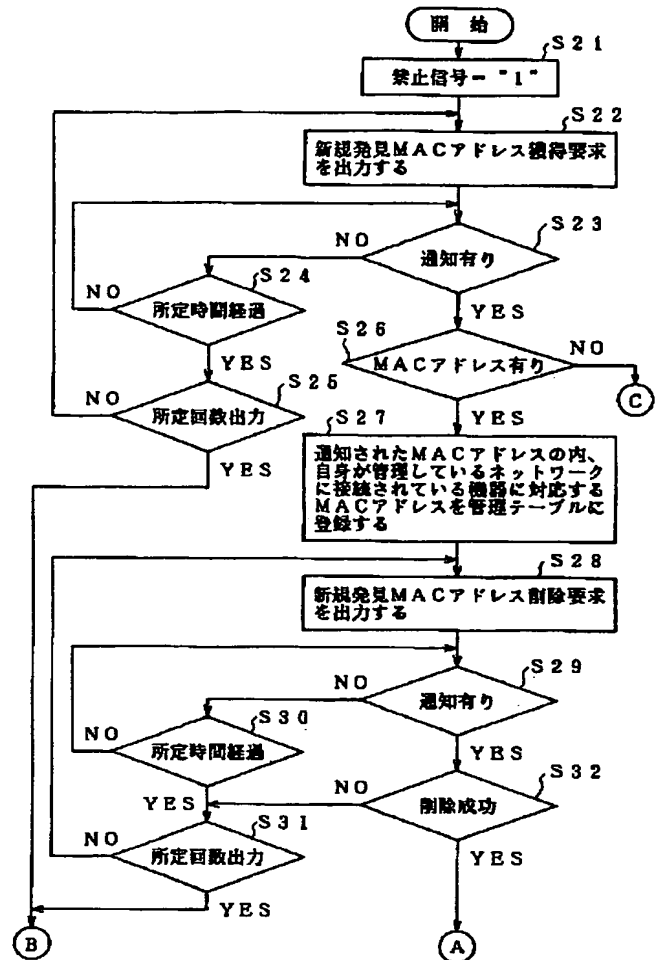 開 始
S21
禁止信号="1"
S22
新規発見MACアドレス獲得要求
を出力する
S23
通知有り
NO
YES
S24
所定時間経過
NO
YES
S25
所定回数出力
NO
YES
S26
MACアドレス有り
NO
C
YES
S27
通知されたMACアドレスの内、
自身が管理しているネットワーク
に接続されている機器に対応する
MACアドレスを管理テーブルに
登録する
S28
新規発見MACアドレス削除要求
を出力する
S29
通知有り
NO
YES
S30
所定時間経過
NO
YES
S32
削除成功
NO
YES
S31
所定回数出力
NO
YES
B
A